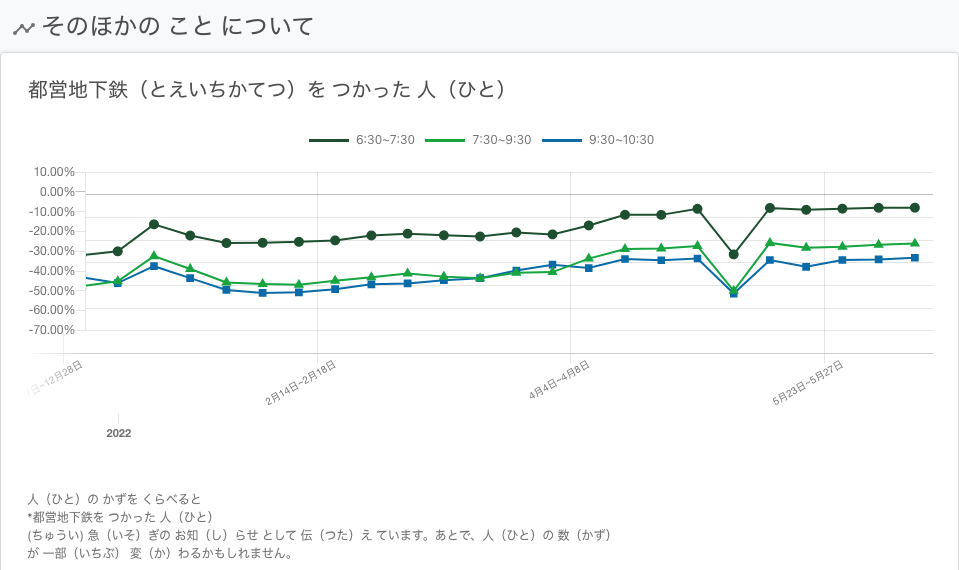 そのほかの こと について
都営地下鉄（とえいちかてつ）を つかった 人（ひと）
6:30~7:30 7:30~9:30 9:30~10:30
10.00%
0.00%
-10.00%
-20.00%
-30.00%
-40.00%
-50.00%
-60.00%
-70.00%
日~12月28日 2月14日~2月18日 4月4日~4月8日 5月23日~5月27日
2022
人（ひと）の かずを くらべると
*都営地下鉄を つかった 人（ひと）
(ちゅうい) 急（いそ）ぎの お知（し）らせ として 伝（つた）え ています。あとで、人（ひと）の 数（かず）
が 一部（いちぶ） 変（か）わるかもしれません。